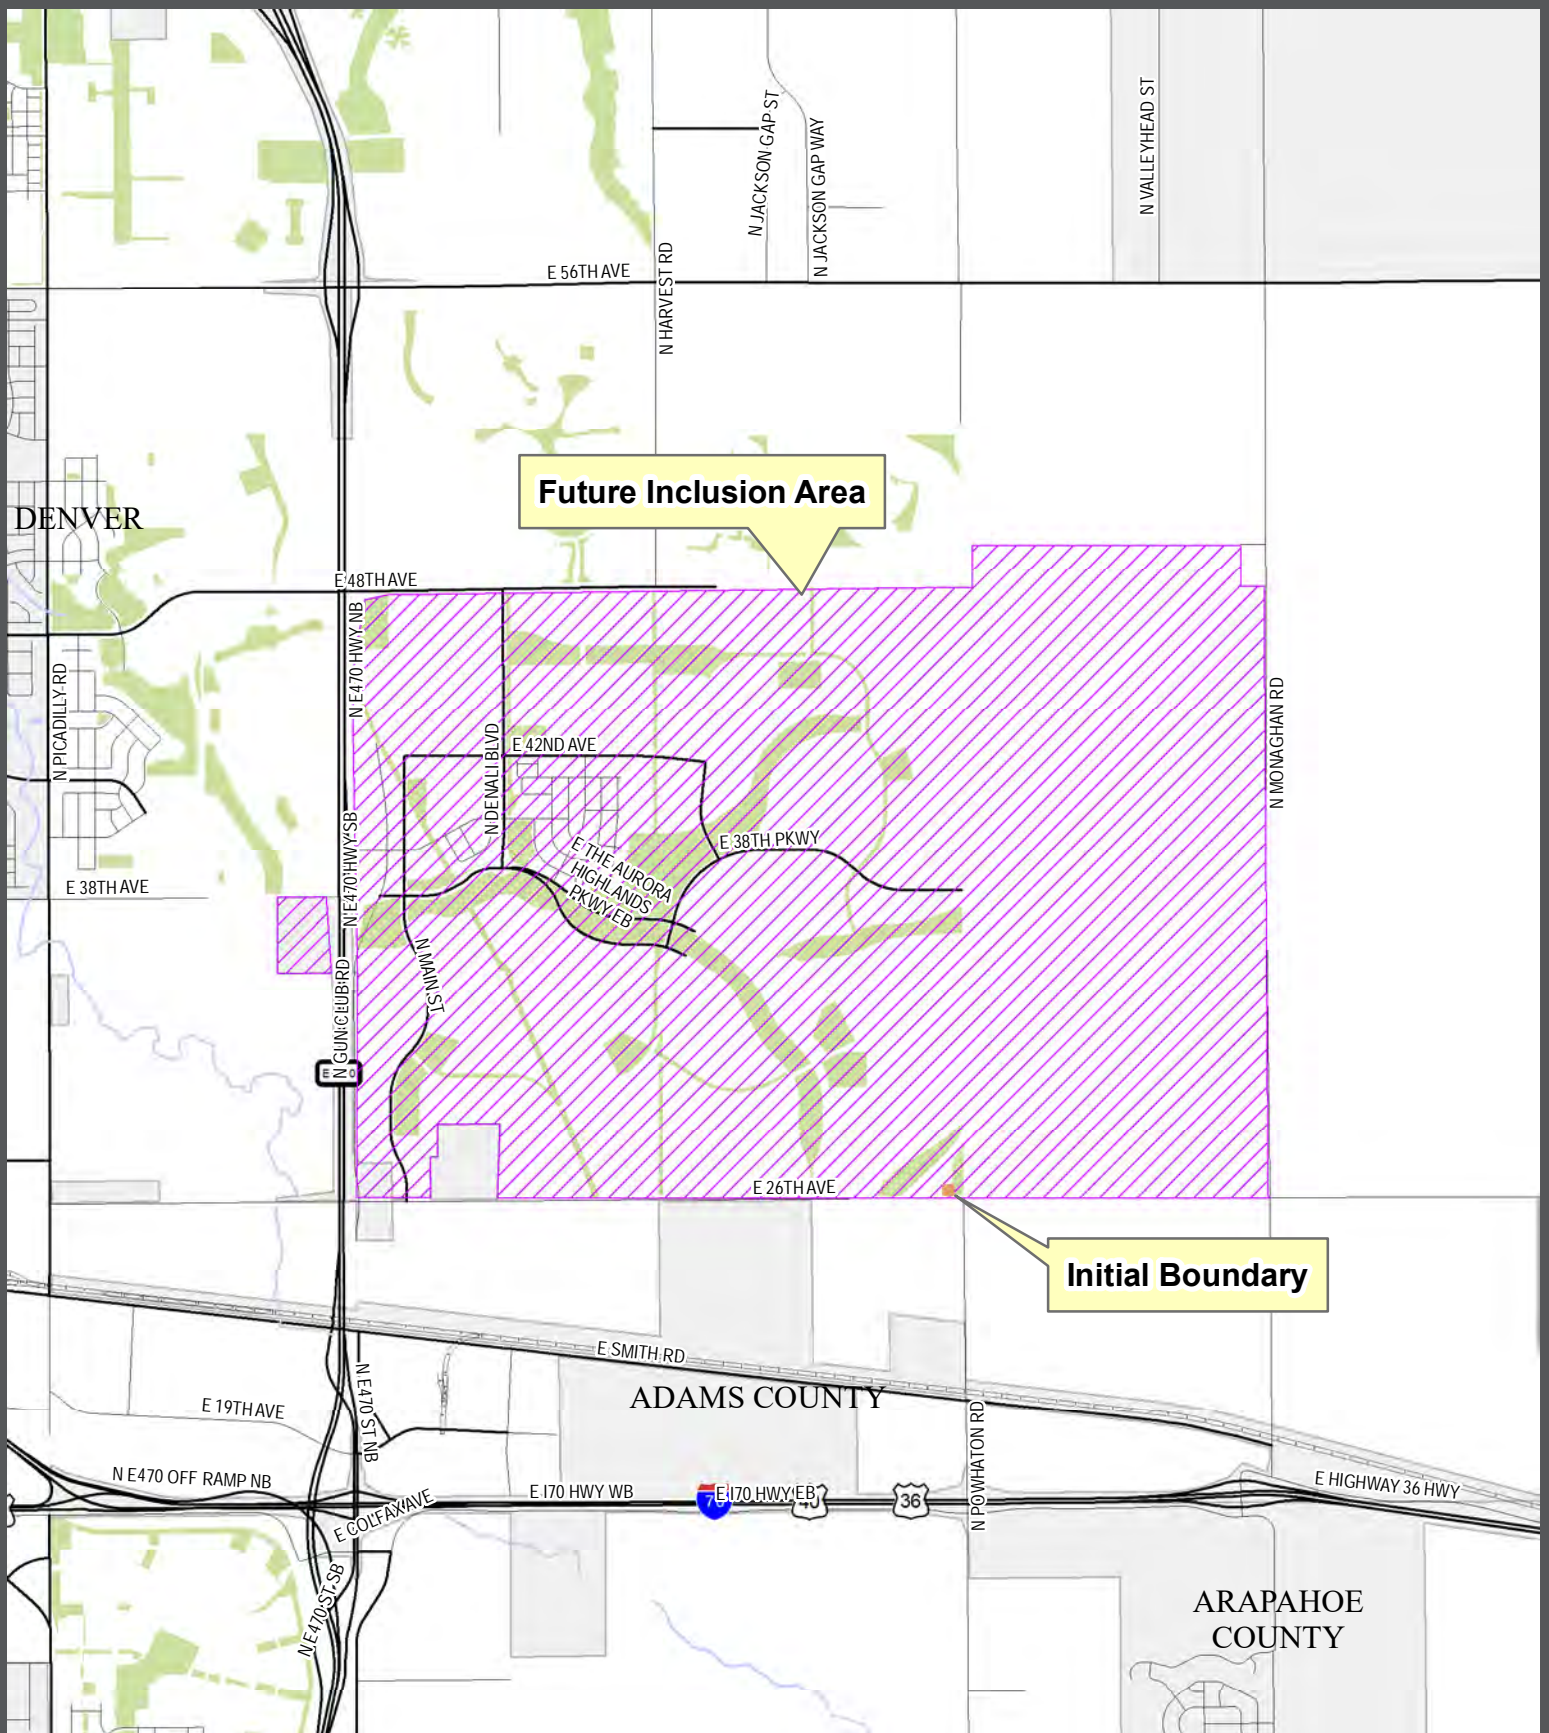 N VALLEYHEAD ST
N JACKSON GAP ST
N JACKSON GAP WAY
E 56TH AVE
N HARVEST RD
Future Inclusion Area
DENVER
E 48TH AVE
N E470 HWY NB
N PICADILLY RD
N MONAGHAN RD
N DENALI BLVD
E 42ND AVE
E 38TH PKWY
N E470 HWY SB
E THE AURORA
HIGHLANDS
PKWY EB
E 38TH AVE
N MAIN ST
N GUN CLUB RD
E 26TH AVE
Initial Boundary
E SMITH RD
ADAMS COUNTY
N E470 ST NB
E 19TH AVE
N POWHATON RD
N E470 OFF RAMP NB
E COLFAX AVE
E I70 HWY WB
70
E I70 HWY EB
40
36
E HIGHWAY 36 HWY
N E470 ST SB
ARAPAHOE
COUNTY